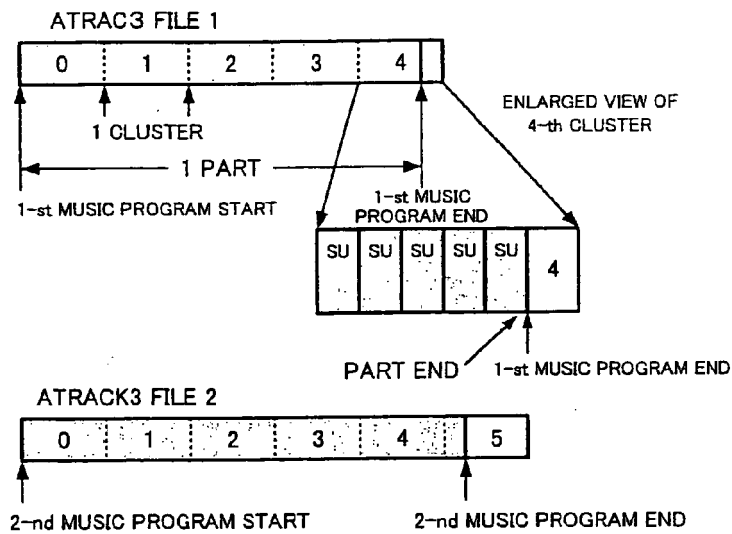 ATRAC3 FILE 1
0 1 2 3 4
1 CLUSTER
ENLARGED VIEW OF
4-th CLUSTER
1 PART
1-st MUSIC PROGRAM START
1-st MUSIC
PROGRAM END
SU SU SU SU SU 4
PART END
1-st MUSIC PROGRAM END
ATRACK3 FILE 2
0 1 2 3 4 5
2-nd MUSIC PROGRAM START
2-nd MUSIC PROGRAM END